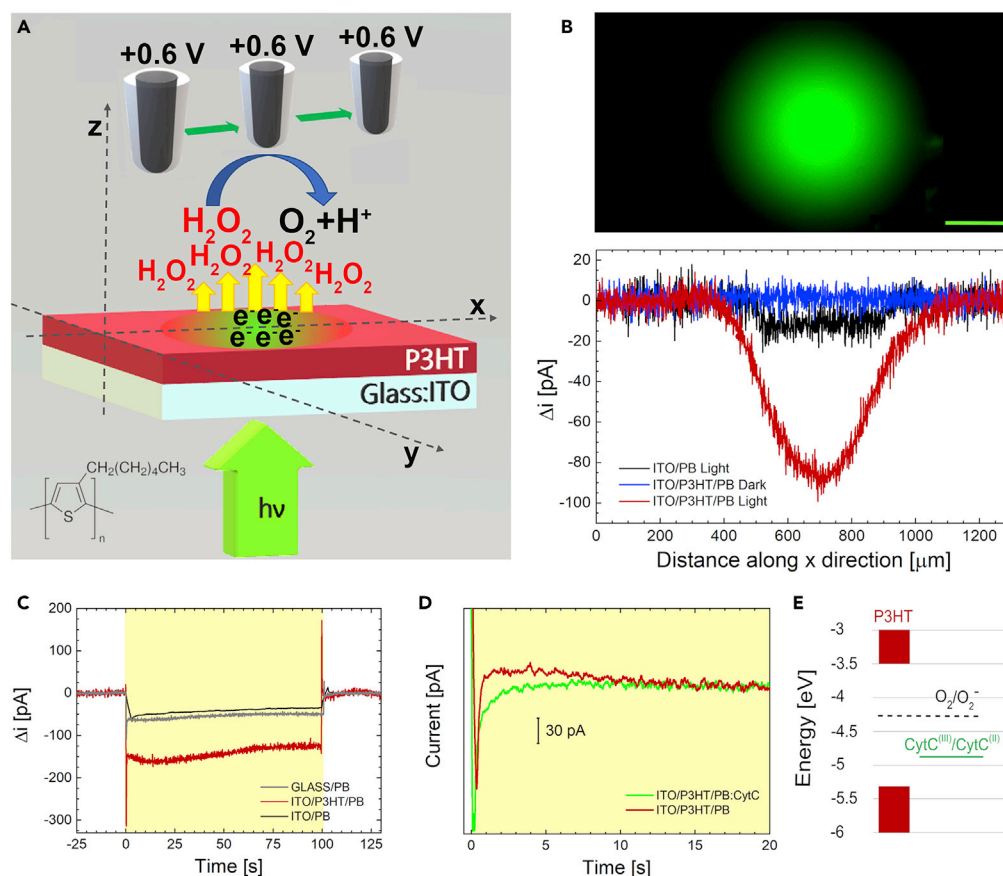 A
+0.6 V +0.6 V +0.6 V
z
H₂O₂ O₂+H⁺
H₂O₂ H₂O₂ H₂O₂ H₂O₂
e⁻ e⁻ e⁻
e⁻ e⁻ e⁻
x
P3HT
Glass:ITO
y
CH₂(CH₂)₄CH₃
S
n
hν
B
20
0
-20
-40
-60
-80
-100
Δi [pA]
ITO/PB Light
ITO/P3HT/PB Dark
ITO/P3HT/PB Light
0 200 400 600 800 1000 1200
Distance along x direction [μm]
C
200
100
0
-100
-200
-300
Δi [pA]
GLASS/PB
ITO/P3HT/PB
ITO/PB
-25 0 25 50 75 100 125
Time [s]
D
Current [pA]
30 pA
ITO/P3HT/PB:CytC
ITO/P3HT/PB
0 5 10 15 20
Time [s]
E
P3HT
-3
-3.5
-4
-4.5
-5
-5.5
-6
Energy [eV]
O₂/O₂⁻
CytC⁽ᴵᴵᴵ⁾/CytC⁽ᴵᴵ⁾